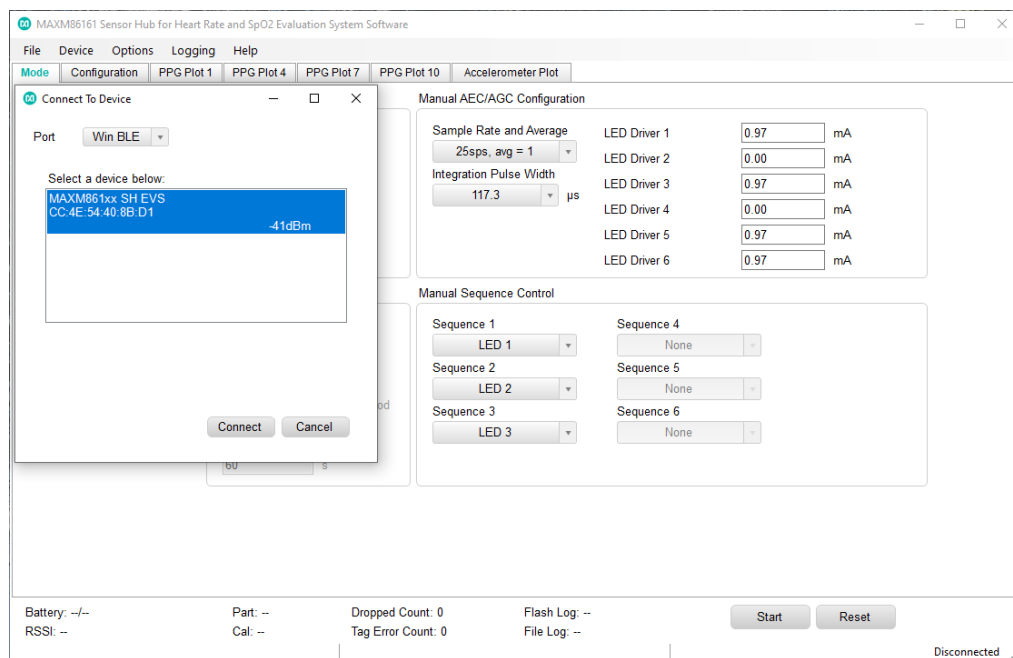 MAXM86161 Sensor Hub for Heart Rate and SpO2 Evaluation System Software
File Device Options Logging Help
Mode Configuration PPG Plot 1 PPG Plot 4 PPG Plot 7 PPG Plot 10 Accelerometer Plot
Connect To Device
Port Win BLE
Select a device below:
MAXM861xx SH EVS
CC:4E:54:40:8B:D1
-41dBm
Connect Cancel
od
60 s
Manual AEC/AGC Configuration
Sample Rate and Average
25sps, avg = 1
Integration Pulse Width
117.3 µs
LED Driver 1 0.97 mA
LED Driver 2 0.00 mA
LED Driver 3 0.97 mA
LED Driver 4 0.00 mA
LED Driver 5 0.97 mA
LED Driver 6 0.97 mA
Manual Sequence Control
Sequence 1 Sequence 4
LED 1 None
Sequence 2 Sequence 5
LED 2 None
Sequence 3 Sequence 6
LED 3 None
Battery: --/-- Part: -- Dropped Count: 0 Flash Log: --
RSSI: -- Cal: -- Tag Error Count: 0 File Log: --
Start Reset
Disconnected